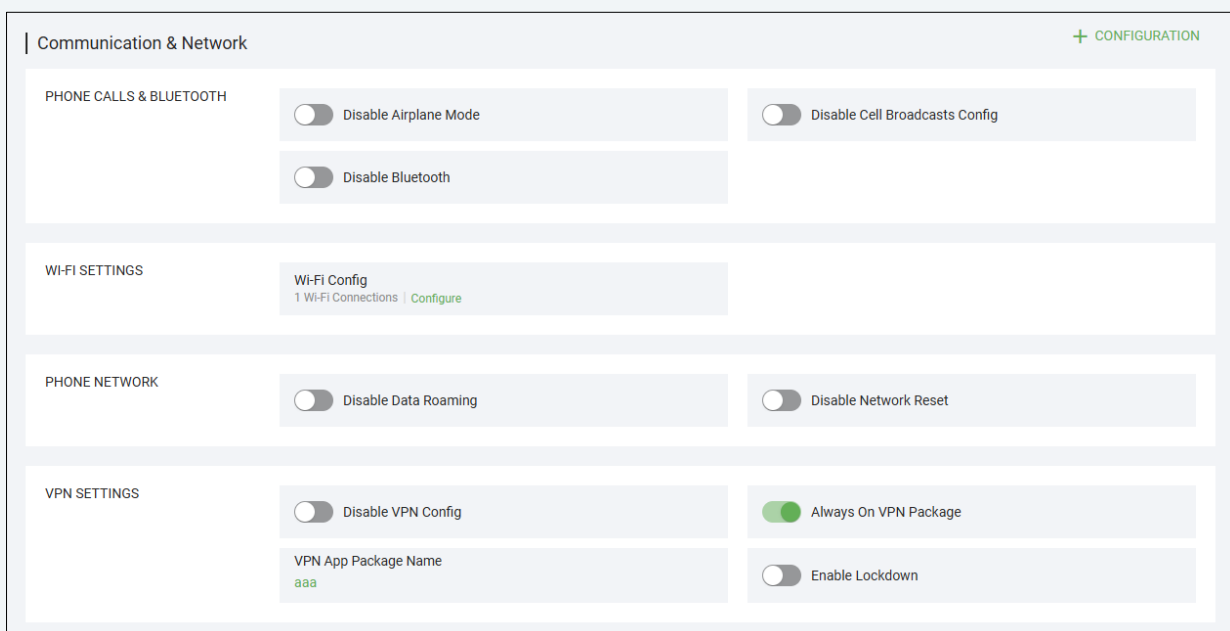 Communication & Network
+ CONFIGURATION
PHONE CALLS & BLUETOOTH
Disable Airplane Mode
Disable Cell Broadcasts Config
Disable Bluetooth
WI-FI SETTINGS
Wi-Fi Config
1 Wi-Fi Connections | Configure
PHONE NETWORK
Disable Data Roaming
Disable Network Reset
VPN SETTINGS
Disable VPN Config
Always On VPN Package
VPN App Package Name
aaa
Enable Lockdown